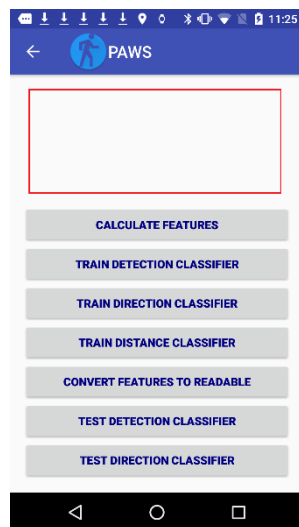 11:25
PAWS
CALCULATE FEATURES
TRAIN DETECTION CLASSIFIER
TRAIN DIRECTION CLASSIFIER
TRAIN DISTANCE CLASSIFIER
CONVERT FEATURES TO READABLE
TEST DETECTION CLASSIFIER
TEST DIRECTION CLASSIFIER